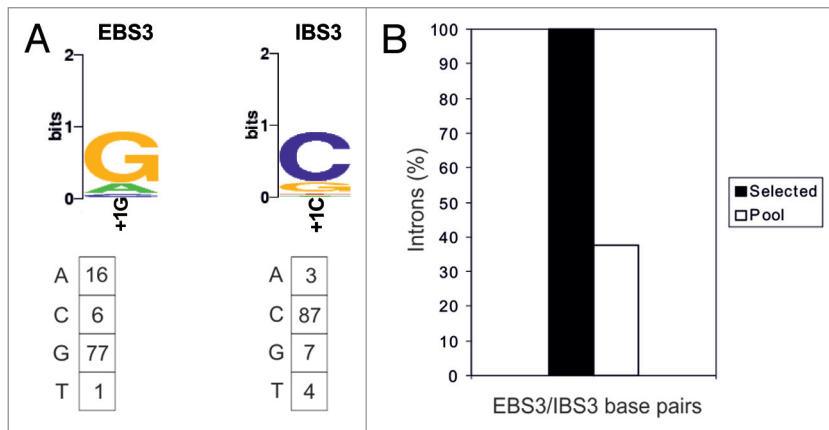 A
EBS3
IBS3
2
1
0
bits
G
A
+1G
2
1
0
bits
C
G
+1C
A 16
C 6
G 77
T 1
A 3
C 87
G 7
T 4
B
100
90
80
70
60
50
40
30
20
10
0
Introns (%)
EBS3/IBS3 base pairs
Selected
Pool